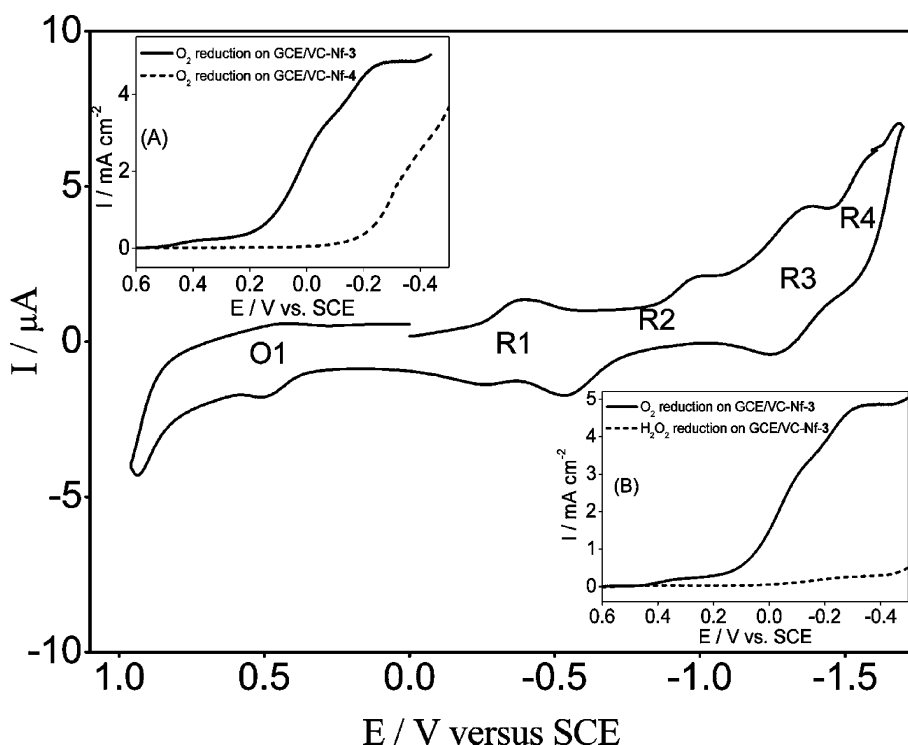 10
5
0
-5
-10
I / μA
1.0
0.5
0.0
-0.5
-1.0
-1.5
E / V versus SCE
O1
R1
R2
R3
R4
O₂ reduction on GCE/VC-Nf-3
O₂ reduction on GCE/VC-Nf-4
(A)
I / mA cm⁻²
4
2
0
0.6
0.4
0.2
0.0
-0.2
-0.4
E / V vs. SCE
O₂ reduction on GCE/VC-Nf-3
H₂O₂ reduction on GCE/VC-Nf-3
(B)
I / mA cm⁻²
5
4
3
2
1
0
0.6
0.4
0.2
0.0
-0.2
-0.4
E / V vs. SCE